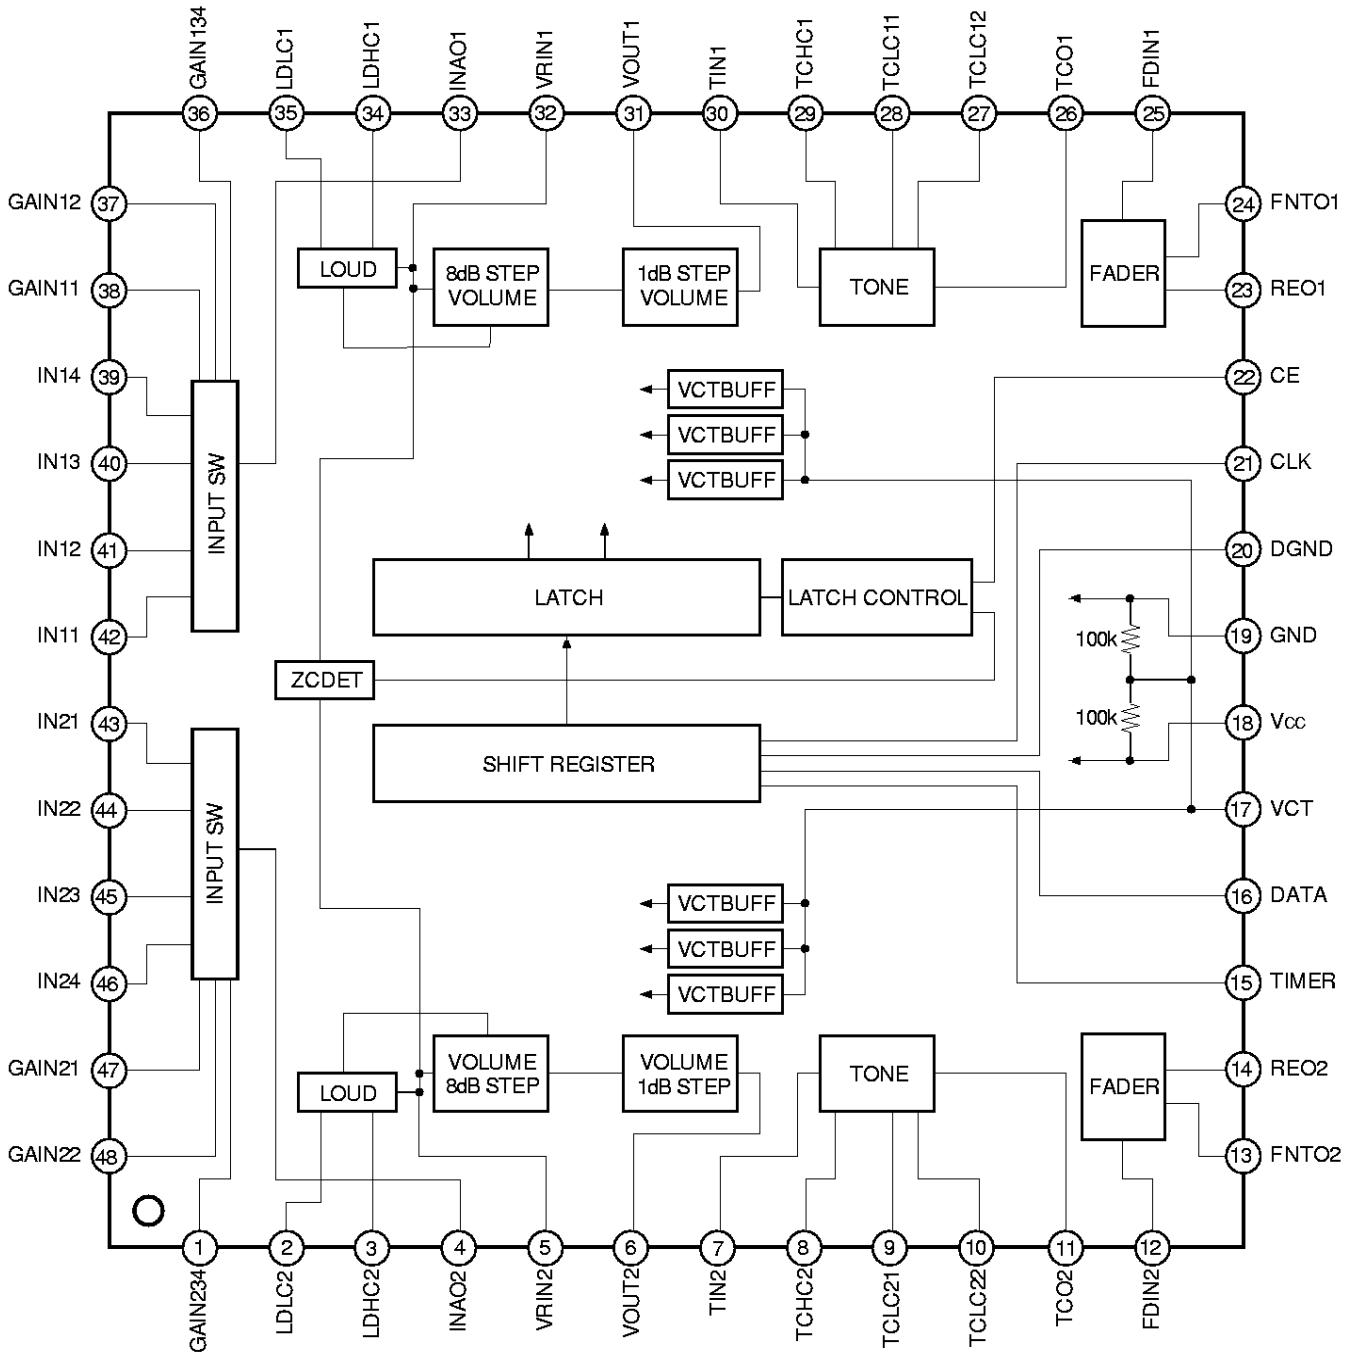 GAIN134
LDLC1
LDHC1
INAO1
VRIN1
VOUT1
TIN1
TCHC1
TCLC11
TCLC12
TCO1
FDIN1
36
35
34
33
32
31
30
29
28
27
26
25
GAIN12
37
24
FNTO1
GAIN11
38
23
REO1
LOUD
8dB STEP
VOLUME
1dB STEP
VOLUME
TONE
FADER
IN14
39
22
CE
VCTBUFF
VCTBUFF
VCTBUFF
IN13
40
21
CLK
INPUT SW
IN12
41
20
DGND
LATCH
LATCH CONTROL
IN11
42
19
GND
100k
ZCDET
IN21
43
18
Vcc
100k
SHIFT REGISTER
IN22
44
17
VCT
INPUT SW
IN23
45
16
DATA
VCTBUFF
VCTBUFF
VCTBUFF
IN24
46
15
TIMER
GAIN21
47
14
REO2
LOUD
VOLUME
8dB STEP
VOLUME
1dB STEP
TONE
FADER
GAIN22
48
13
FNTO2
1
2
3
4
5
6
7
8
9
10
11
12
GAIN234
LDLC2
LDHC2
INAO2
VRIN2
VOUT2
TIN2
TCHC2
TCLC21
TCLC22
TCO2
FDIN2